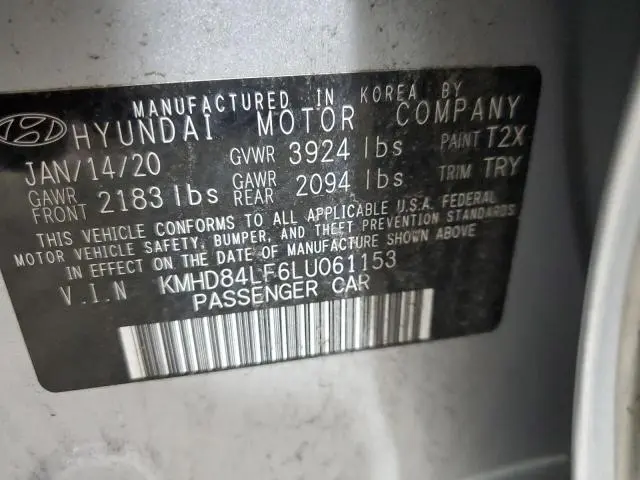 MANUFACTURED IN KOREA BY
HYUNDAI MOTOR COMPANY
JAN/14/20 GVWR 3924 lbs PAINT T2X
GAWR FRONT 2183 lbs GAWR REAR 2094 lbs TRIM TRY
THIS VEHICLE CONFORMS TO ALL APPLICABLE U.S.A. FEDERAL
MOTOR VEHICLE SAFETY, BUMPER, AND THEFT PREVENTION STANDARDS
IN EFFECT ON THE DATE OF MANUFACTURE SHOWN ABOVE
V.I.N KMHD84LF6LU061153
PASSENGER CAR